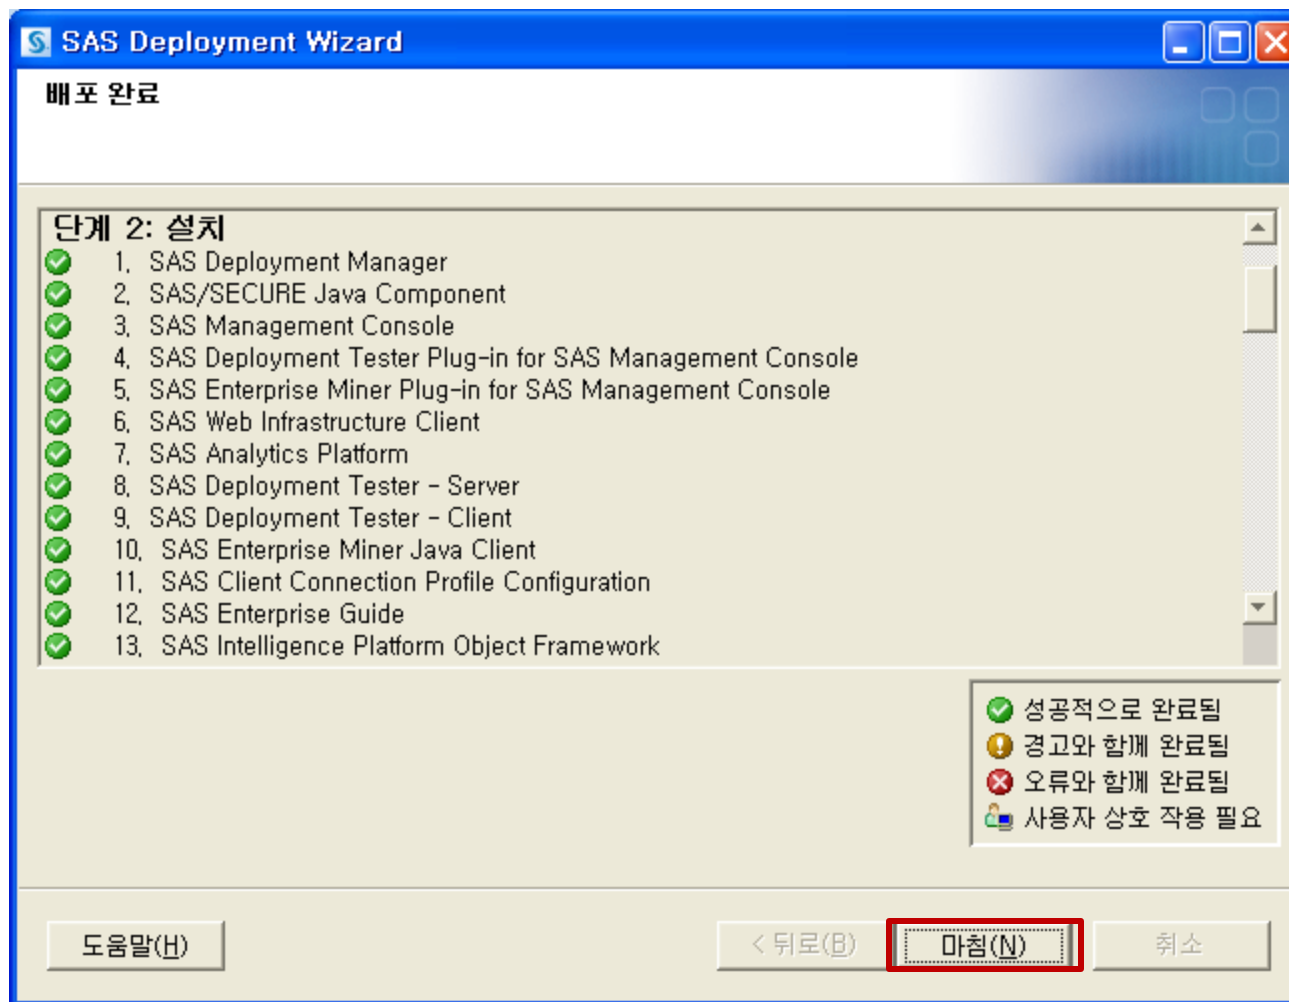 SAS Deployment Wizard
배포 완료
단계 2: 설치
1. SAS Deployment Manager
2. SAS/SECURE Java Component
3. SAS Management Console
4. SAS Deployment Tester Plug-in for SAS Management Console
5. SAS Enterprise Miner Plug-in for SAS Management Console
6. SAS Web Infrastructure Client
7. SAS Analytics Platform
8. SAS Deployment Tester - Server
9. SAS Deployment Tester - Client
10. SAS Enterprise Miner Java Client
11. SAS Client Connection Profile Configuration
12. SAS Enterprise Guide
13. SAS Intelligence Platform Object Framework
성공적으로 완료됨
경고와 함께 완료됨
오류와 함께 완료됨
사용자 상호 작용 필요
도움말(H) < 뒤로(B) 마침(N) 취소